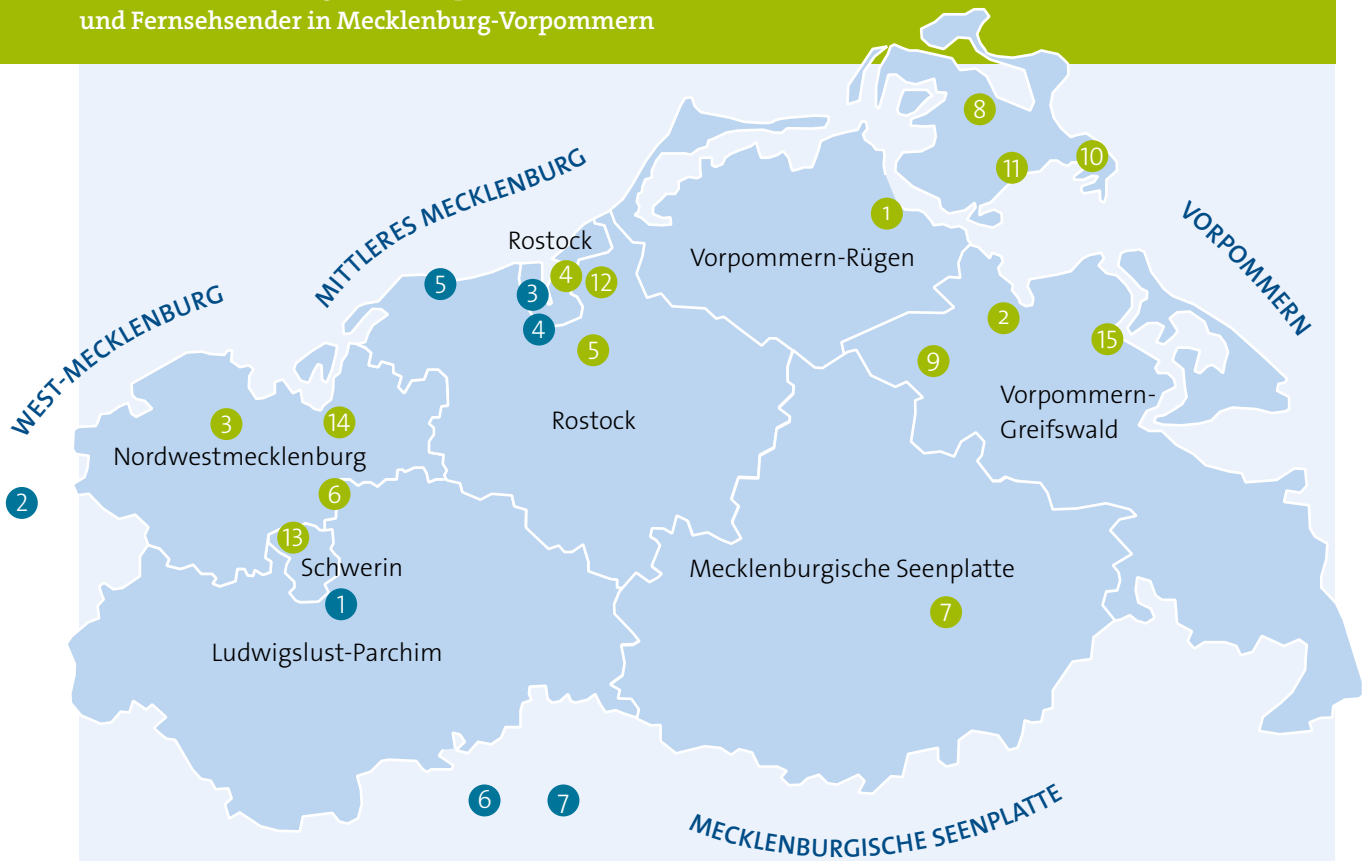 und Fernsehsender in Mecklenburg-Vorpommern
8
10
11
MITTLERES MECKLENBURG
1
VORPOMMERN
Rostock
Vorpommern-Rügen
4
12
5
3
WEST-MECKLENBURG
4
2
15
5
9
Vorpommern-
Greifswald
3
14
Rostock
Nordwestmecklenburg
2
6
13
Schwerin
Mecklenburgische Seenplatte
1
7
Ludwigslust-Parchim
6
7
MECKLENBURGISCHE SEENPLATTE